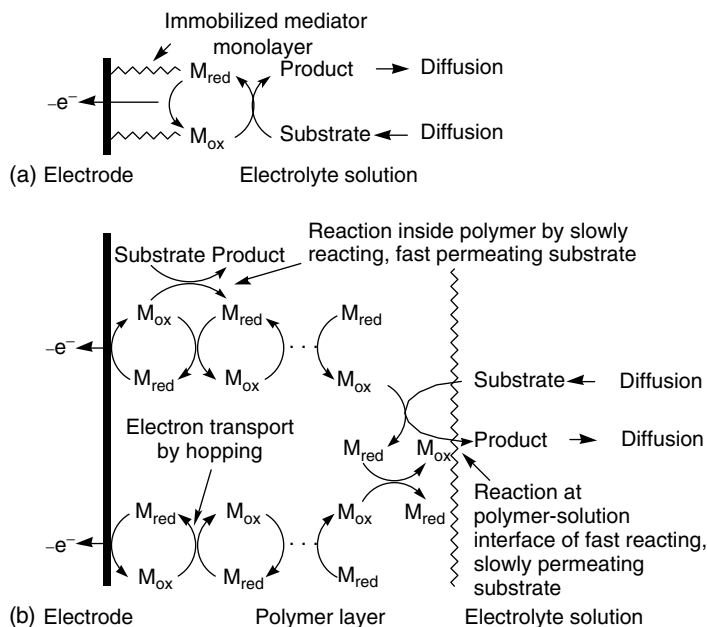 Immobilized mediator
monolayer
M_red Product Diffusion
–e⁻
M_ox Substrate Diffusion
(a) Electrode Electrolyte solution
Reaction inside polymer by slowly
reacting, fast permeating substrate
Substrate Product
M_ox M_red M_red
–e⁻ · · ·
M_red M_ox M_ox
Substrate Diffusion
Electron transport
by hopping
Product Diffusion
M_red M_ox
M_red M_ox M_ox M_red
Reaction at
polymer-solution
interface of fast reacting,
slowly permeating
substrate
–e⁻ · · ·
M_ox M_red M_red
(b) Electrode Polymer layer Electrolyte solution